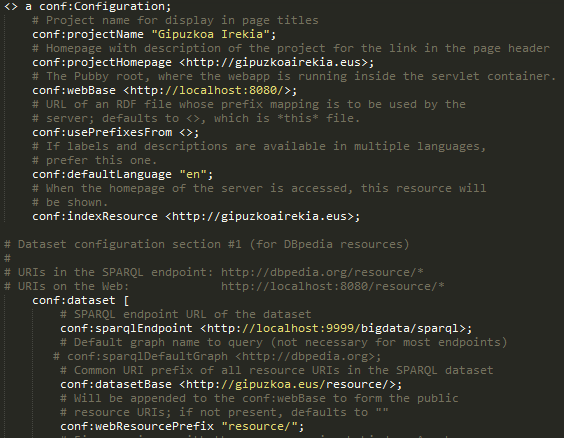 <> a conf:Configuration;
# Project name for display in page titles
conf:projectName "Gipuzkoa Irekia";
# Homepage with description of the project for the link in the page header
conf:projectHomepage <http://gipuzkoairekia.eus>;
# The Pubby root, where the webapp is running inside the servlet container.
conf:webBase <http://localhost:8080/>;
# URL of an RDF file whose prefix mapping is to be used by the
# server; defaults to <>, which is *this* file.
conf:usePrefixesFrom <>;
# If labels and descriptions are available in multiple languages,
# prefer this one.
conf:defaultLanguage "en";
# When the homepage of the server is accessed, this resource will
# be shown.
conf:indexResource <http://gipuzkoairekia.eus>;
# Dataset configuration section #1 (for DBpedia resources)
#
# URIs in the SPARQL endpoint: http://dbpedia.org/resource/*
# URIs on the Web: http://localhost:8080/resource/*
conf:dataset [
# SPARQL endpoint URL of the dataset
conf:sparqlEndpoint <http://localhost:9999/bigdata/sparql>;
# Default graph name to query (not necessary for most endpoints)
# conf:sparqlDefaultGraph <http://dbpedia.org>;
# Common URI prefix of all resource URIs in the SPARQL dataset
conf:datasetBase <http://gipuzkoa.eus/resource/>;
# Will be appended to the conf:webBase to form the public
# resource URIs; if not present, defaults to ""
conf:webResourcePrefix "resource/";